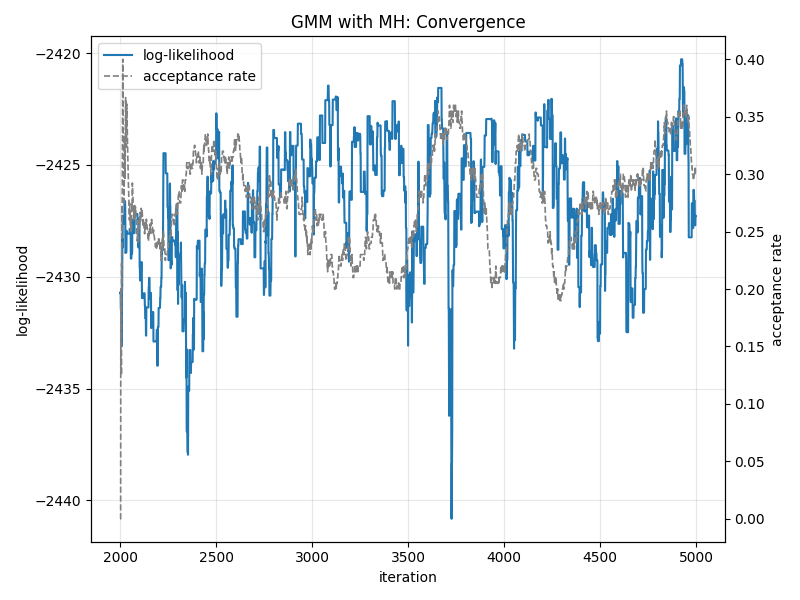 GMM with MH: Convergence
log-likelihood
acceptance rate
−2420
−2425
−2430
−2435
−2440
log-likelihood
0.40
0.35
0.30
0.25
0.20
0.15
0.10
0.05
0.00
acceptance rate
2000 2500 3000 3500 4000 4500 5000
iteration